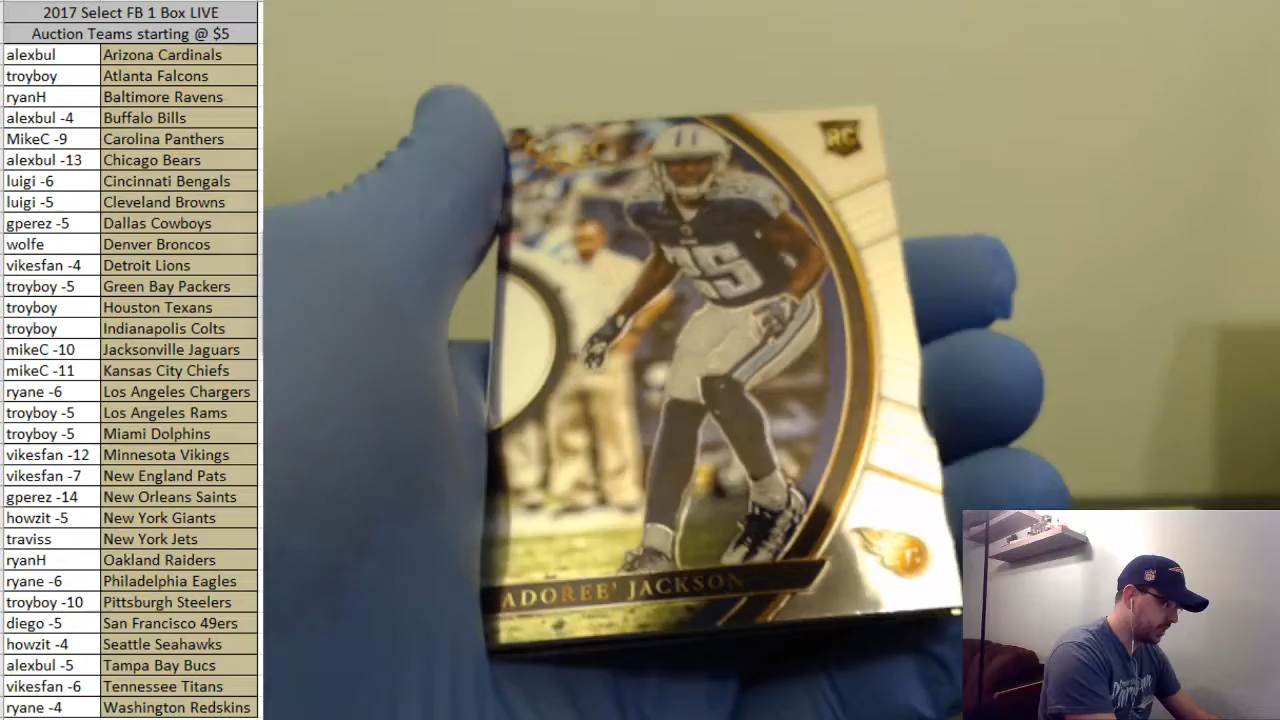 2017 Select FB 1 Box LIVE
Auction Teams starting @ $5
alexbul Arizona Cardinals
troyboy Atlanta Falcons
ryanH Baltimore Ravens
alexbul -4 Buffalo Bills
MikeC -9 Carolina Panthers
alexbul -13 Chicago Bears
luigi -6 Cincinnati Bengals
luigi -5 Cleveland Browns
gperez -5 Dallas Cowboys
wolfe Denver Broncos
vikesfan -4 Detroit Lions
troyboy -5 Green Bay Packers
troyboy Houston Texans
troyboy Indianapolis Colts
mikeC -10 Jacksonville Jaguars
mikeC -11 Kansas City Chiefs
ryane -6 Los Angeles Chargers
troyboy -5 Los Angeles Rams
troyboy -5 Miami Dolphins
vikesfan -12 Minnesota Vikings
vikesfan -7 New England Pats
gperez -14 New Orleans Saints
howzit -5 New York Giants
traviss New York Jets
ryanH Oakland Raiders
ryane -6 Philadelphia Eagles
troyboy -10 Pittsburgh Steelers
diego -5 San Francisco 49ers
howzit -4 Seattle Seahawks
alexbul -5 Tampa Bay Bucs
vikesfan -6 Tennessee Titans
ryane -4 Washington Redskins
RC
25
ADOREE' JACKSON